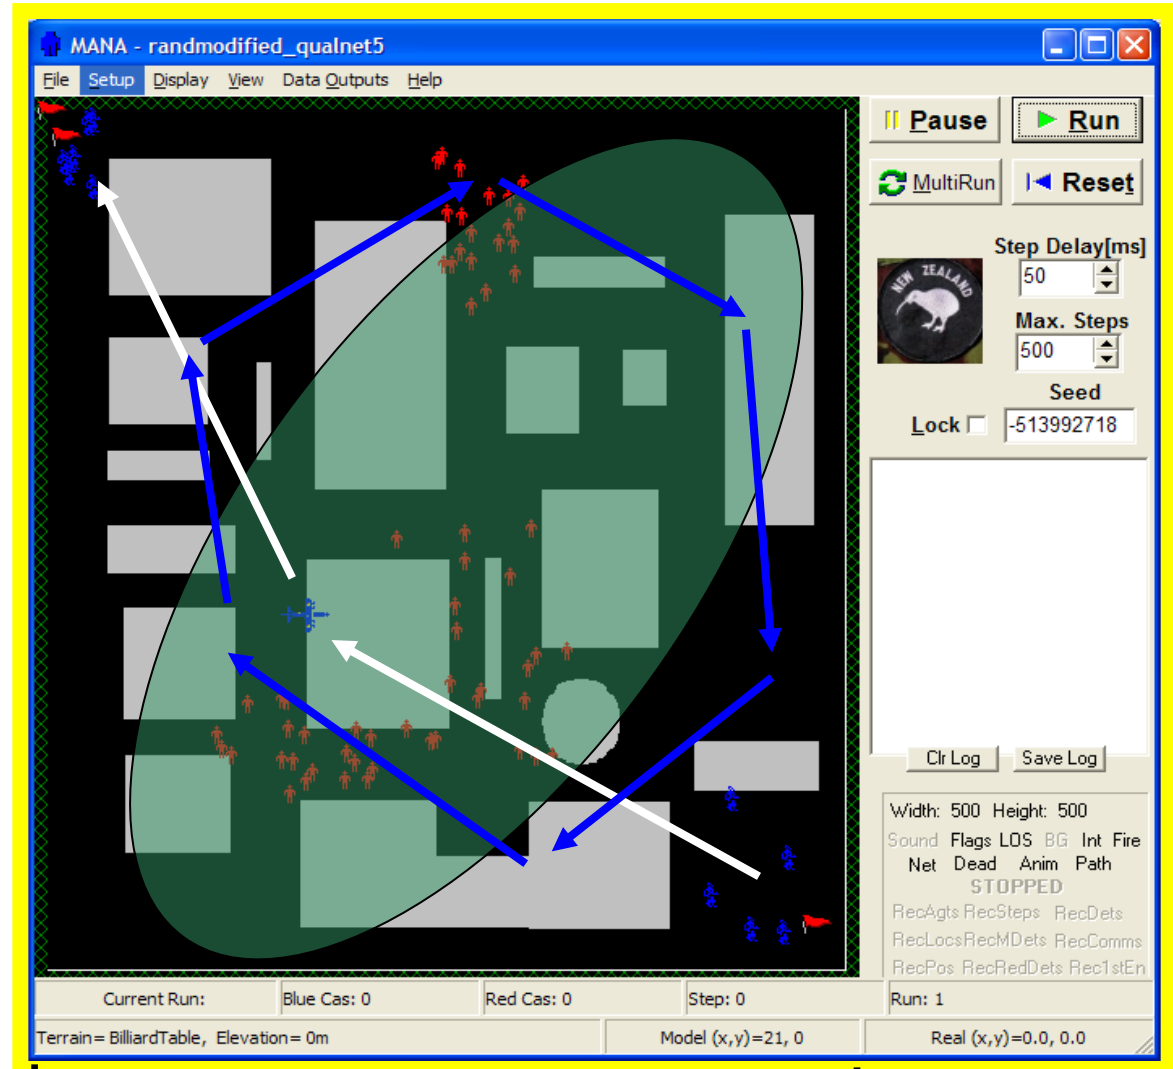 MANA - randmodified_qualnet5
File Setup Display View Data Outputs Help
Pause Run
MultiRun Reset
NEW ZEALAND
Step Delay[ms]
50
Max. Steps
500
Seed
Lock -513992718
Clr Log Save Log
Width: 500 Height: 500
Sound Flags LOS BG Int Fire
Net Dead Anim Path
STOPPED
RecAgts RecSteps RecDets
RecLocs RecMDets RecComms
RecPos RecRedDets Rec1stEn
Current Run: Blue Cas: 0 Red Cas: 0 Step: 0 Run: 1
Terrain= BilliardTable, Elevation= 0m Model (x,y)=21, 0 Real (x,y)=0.0, 0.0